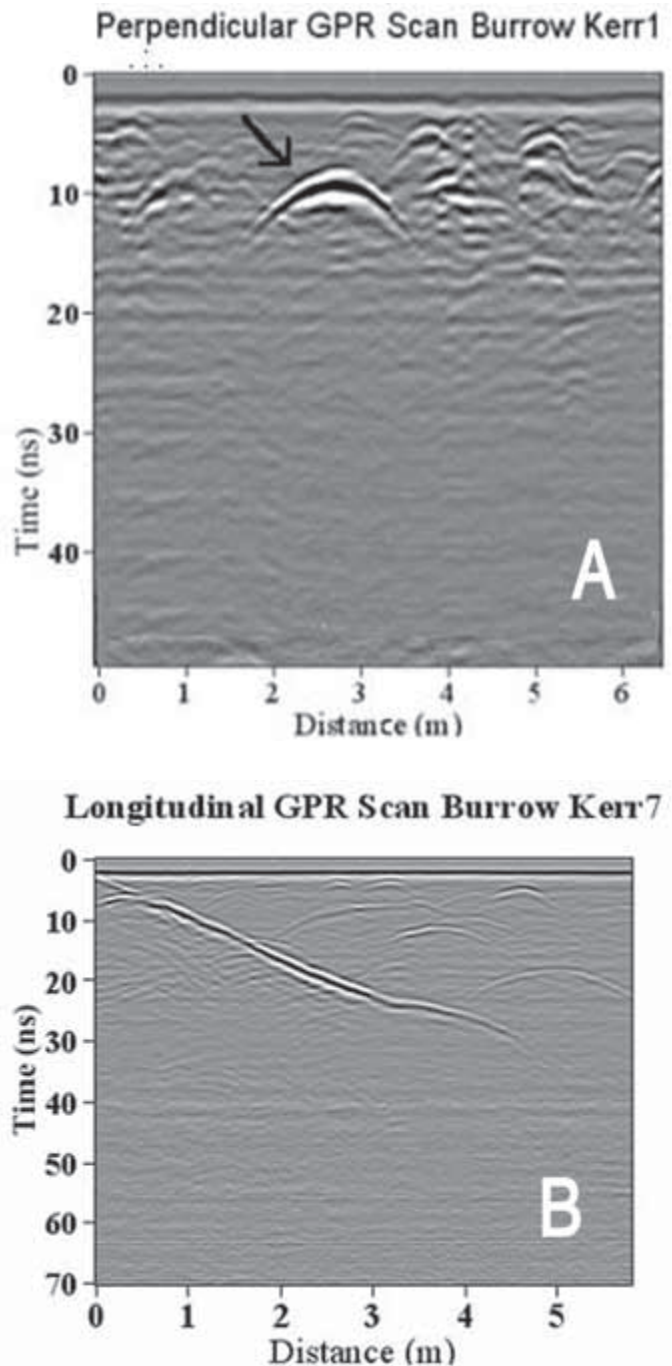 Perpendicular GPR Scan Burrow Kerr1
0
10
20
30
40
Time (ns)
A
0 1 2 3 4 5 6
Distance (m)
Longitudinal GPR Scan Burrow Kerr7
0
10
20
30
40
50
60
70
Time (ns)
B
0 1 2 3 4 5
Distance (m)